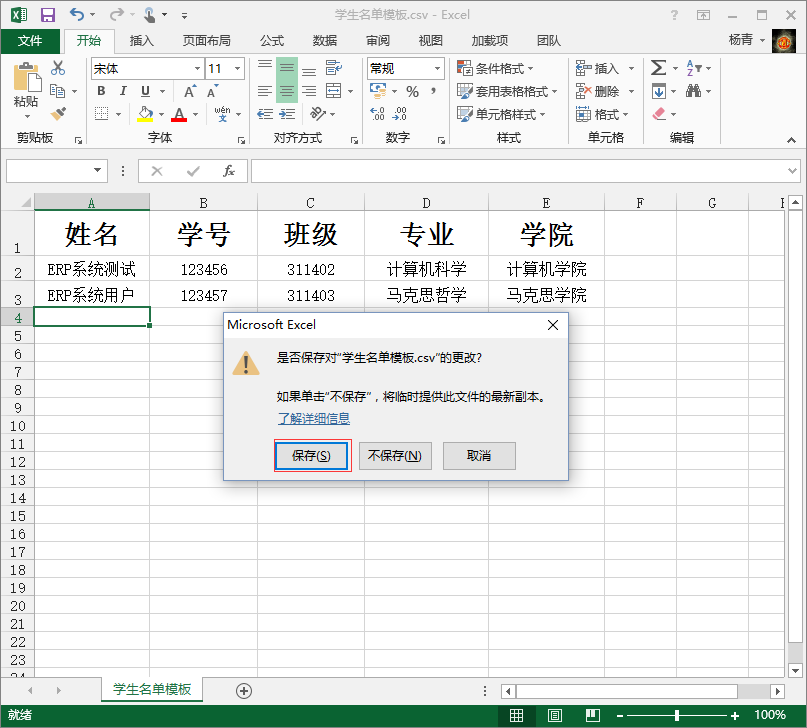 学生名单模板.csv - Excel
文件 开始 插入 页面布局 公式 数据 审阅 视图 加载项 团队 杨青
宋体 11 常规 条件格式 插入
粘贴 B I U A A % 套用表格格式 删除
wén 文 单元格样式 格式
剪贴板 字体 对齐方式 数字 样式 单元格 编辑
fx
A B C D E F G
1 姓名 学号 班级 专业 学院
2 ERP系统测试 123456 311402 计算机科学 计算机学院
3 ERP系统用户 123457 311403 马克思哲学 马克思学院
4
5
6
7
8
9
10
11
12
13
14
15
16
17
18
19
20
21
22
23
24
Microsoft Excel
是否保存对“学生名单模板.csv”的更改?
如果单击“不保存”，将临时提供此文件的最新副本。
了解详细信息
保存(S) 不保存(N) 取消
学生名单模板
就绪 100%